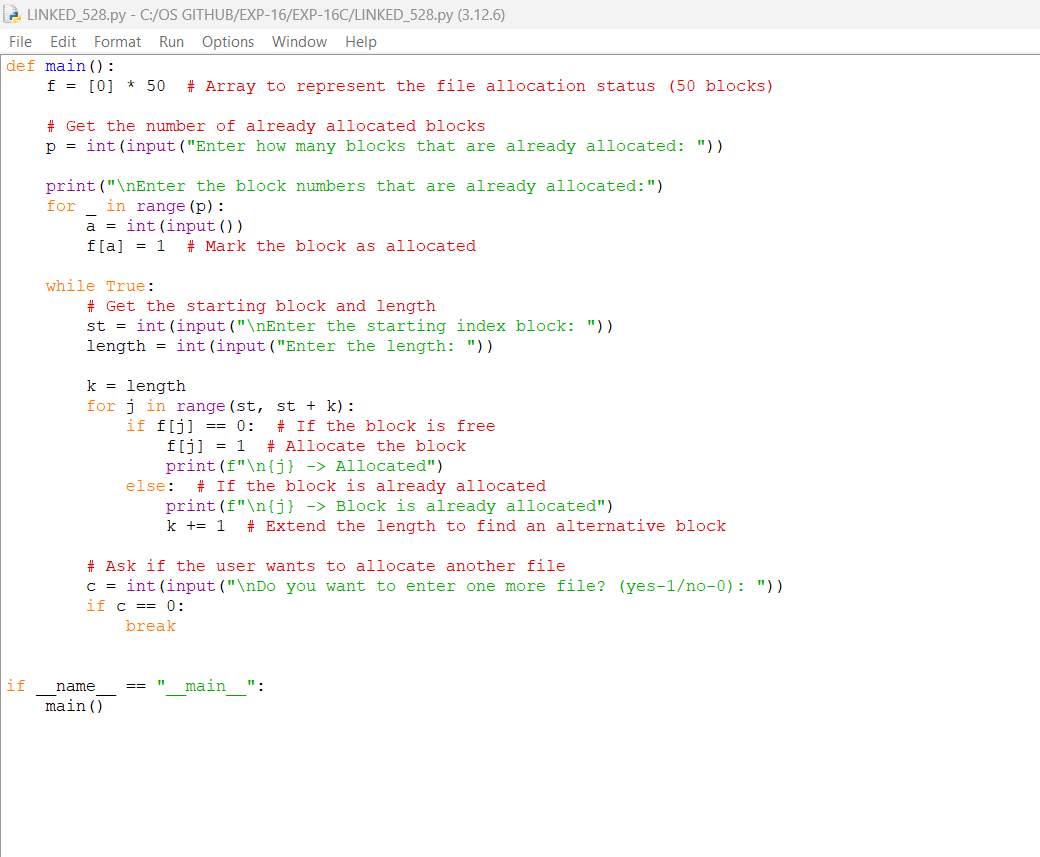 LINKED_528.py - C:/OS GITHUB/EXP-16/EXP-16C/LINKED_528.py (3.12.6)
File Edit Format Run Options Window Help
def main():
    f = [0] * 50  # Array to represent the file allocation status (50 blocks)

    # Get the number of already allocated blocks
    p = int(input("Enter how many blocks that are already allocated: "))

    print("\nEnter the block numbers that are already allocated:")
    for _ in range(p):
        a = int(input())
        f[a] = 1  # Mark the block as allocated

    while True:
        # Get the starting block and length
        st = int(input("\nEnter the starting index block: "))
        length = int(input("Enter the length: "))

        k = length
        for j in range(st, st + k):
            if f[j] == 0:  # If the block is free
                f[j] = 1  # Allocate the block
                print(f"\n{j} -> Allocated")
            else:  # If the block is already allocated
                print(f"\n{j} -> Block is already allocated")
                k += 1  # Extend the length to find an alternative block

        # Ask if the user wants to allocate another file
        c = int(input("\nDo you want to enter one more file? (yes-1/no-0): "))
        if c == 0:
            break


if __name__ == "__main__":
    main()